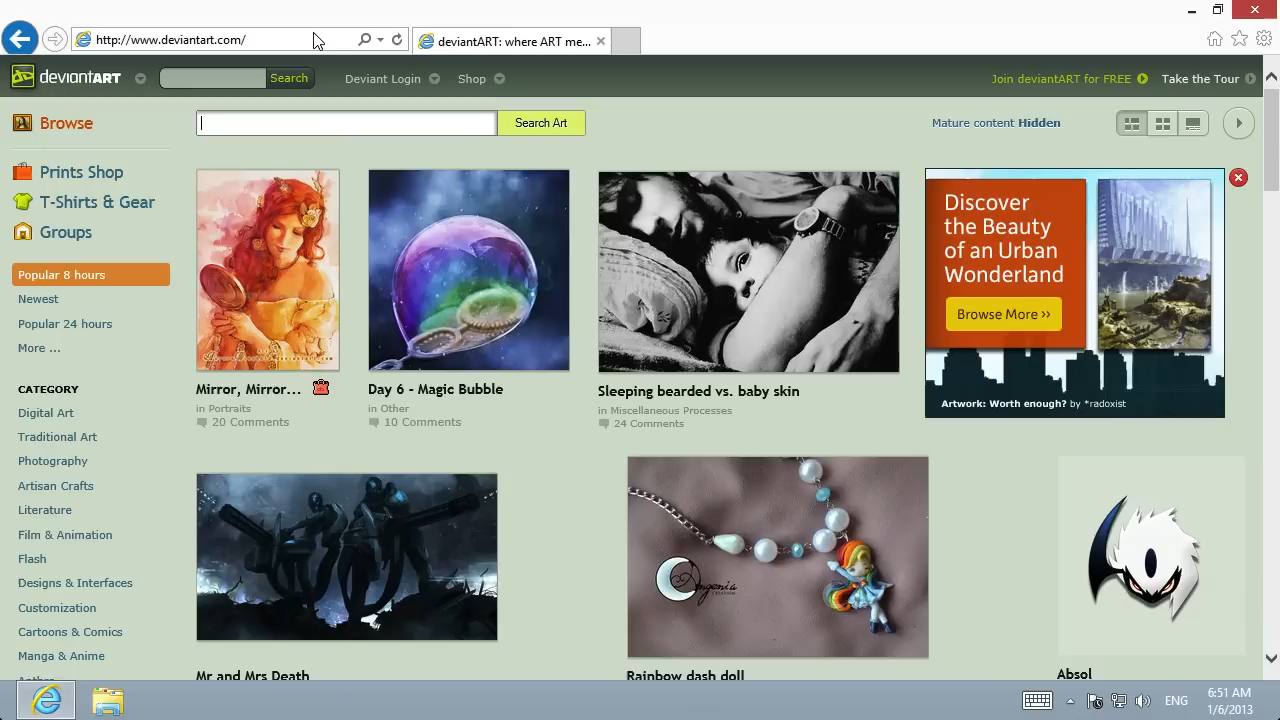 http://www.deviantart.com/
deviantART: where ART me...
deviantART
Search
Deviant Login
Shop
Join deviantART for FREE
Take the Tour
Browse
Search Art
Mature content Hidden
Prints Shop
T-Shirts & Gear
Groups
Popular 8 hours
Newest
Popular 24 hours
More ...
CATEGORY
Digital Art
Traditional Art
Photography
Artisan Crafts
Literature
Film & Animation
Flash
Designs & Interfaces
Customization
Cartoons & Comics
Manga & Anime
Mirror, Mirror...
in Portraits
20 Comments
Day 6 - Magic Bubble
in Other
10 Comments
Sleeping bearded vs. baby skin
in Miscellaneous Processes
24 Comments
Discover
the Beauty
of an Urban
Wonderland
Browse More >>
Artwork: Worth enough? by *radoxist
Mr and Mrs Death
Rainbow dash doll
Absol
ENG
6:51 AM
1/6/2013